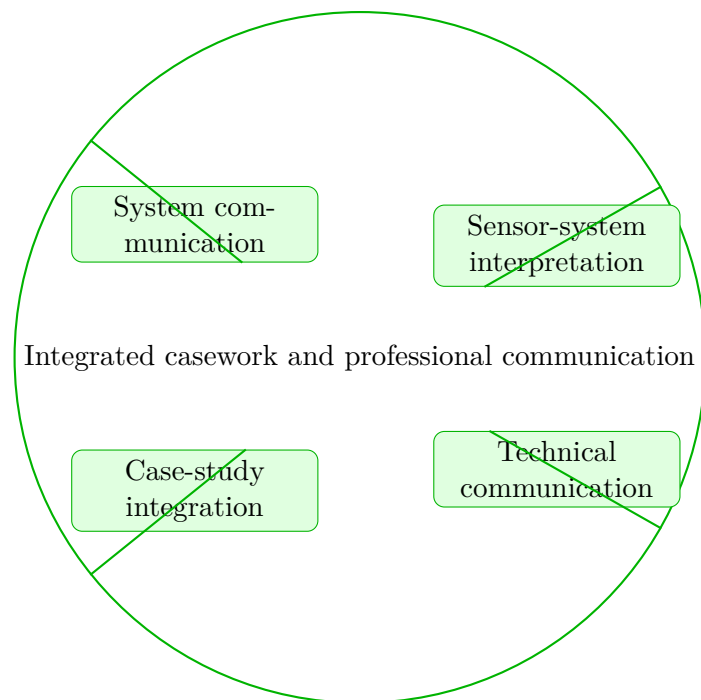 System com-
munication
Sensor-system
interpretation
Integrated casework and professional communication
Case-study
integration
Technical
communication